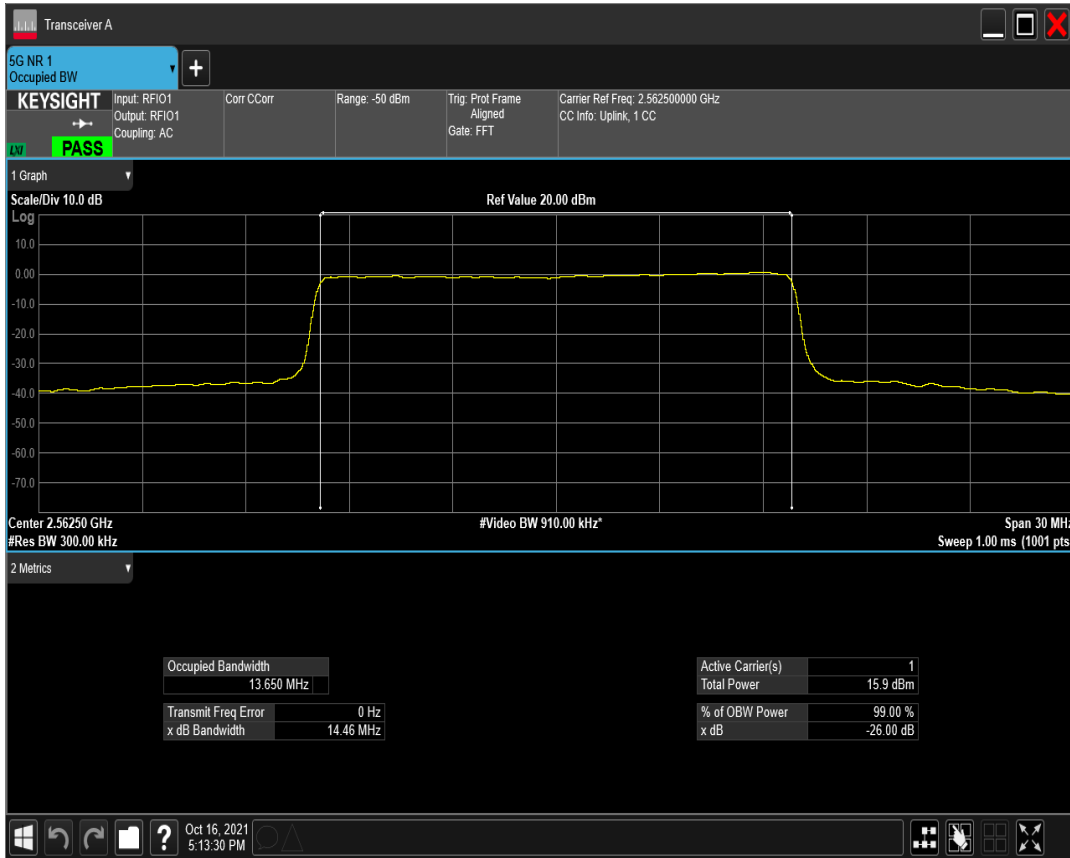 Transceiver A
5G NR 1
Occupied BW
+
KEYSIGHT
LXI
PASS
Input: RFIO1
Output: RFIO1
Coupling: AC
Corr CCorr
Range: -50 dBm
Trig: Prot Frame
Aligned
Gate: FFT
Carrier Ref Freq: 2.562500000 GHz
CC Info: Uplink, 1 CC
1 Graph
Scale/Div 10.0 dB
Ref Value 20.00 dBm
Log
10.0
0.00
-10.0
-20.0
-30.0
-40.0
-50.0
-60.0
-70.0
Center 2.56250 GHz
#Video BW 910.00 kHz*
Span 30 MHz
#Res BW 300.00 kHz
Sweep 1.00 ms (1001 pts
2 Metrics
Occupied Bandwidth
13.650 MHz
Transmit Freq Error 0 Hz
x dB Bandwidth 14.46 MHz
Active Carrier(s) 1
Total Power 15.9 dBm
% of OBW Power 99.00 %
x dB -26.00 dB
?
Oct 16, 2021
5:13:30 PM